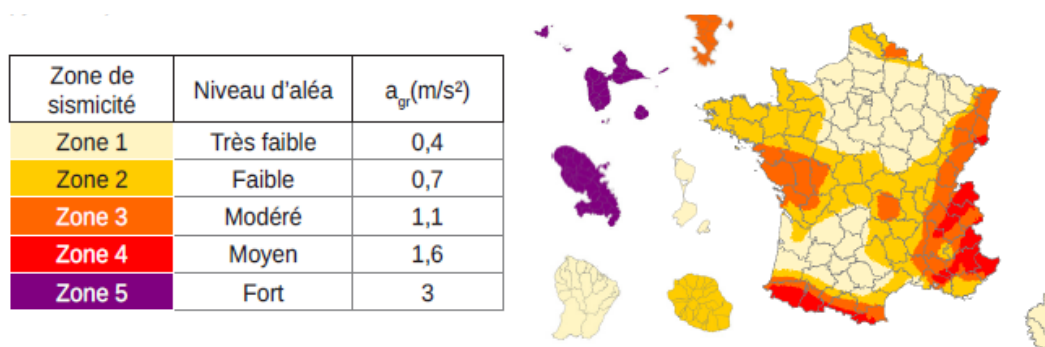 Zone de sismicité Niveau d'aléa a_gr(m/s²)
Zone 1 Très faible 0,4
Zone 2 Faible 0,7
Zone 3 Modéré 1,1
Zone 4 Moyen 1,6
Zone 5 Fort 3